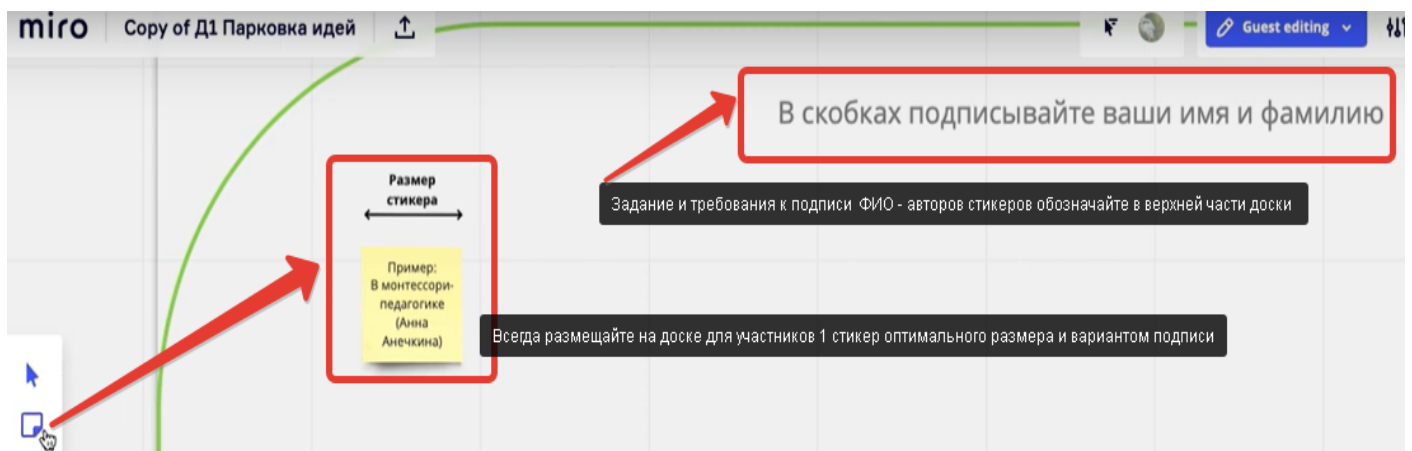 miro
Copy of Д1 Парковка идей
Guest editing
В скобках подписывайте ваши имя и фамилию
Размер
стикера
Задание и требования к подписи ФИО - авторов стикеров обозначайте в верхней части доски
Пример:
В монтессори-
педагогике
(Анна
Анечкина)
Всегда размещайте на доске для участников 1 стикер оптимального размера и вариантом подписи